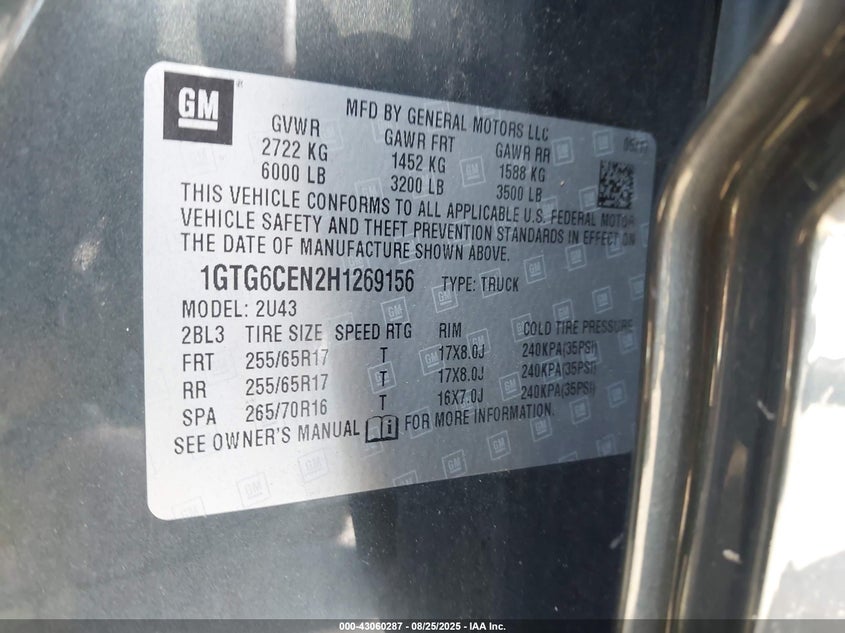 GM
MFD BY GENERAL MOTORS LLC
GVWR GAWR FRT GAWR RR
2722 KG 1452 KG 1588 KG
6000 LB 3200 LB 3500 LB
THIS VEHICLE CONFORMS TO ALL APPLICABLE U.S. FEDERAL MOTOR
VEHICLE SAFETY AND THEFT PREVENTION STANDARDS IN EFFECT ON
THE DATE OF MANUFACTURE SHOWN ABOVE.
1GTG6CEN2H1269156 TYPE: TRUCK
MODEL: 2U43
2BL3 TIRE SIZE SPEED RTG RIM COLD TIRE PRESSURE
FRT 255/65R17 T 17X8.0J 240KPA(35PSI)
RR 255/65R17 T 17X8.0J 240KPA(35PSI)
SPA 265/70R16 T 16X7.0J 240KPA(35PSI)
SEE OWNER'S MANUAL FOR MORE INFORMATION.
000-43060287 - 08/25/2025 - IAA Inc.